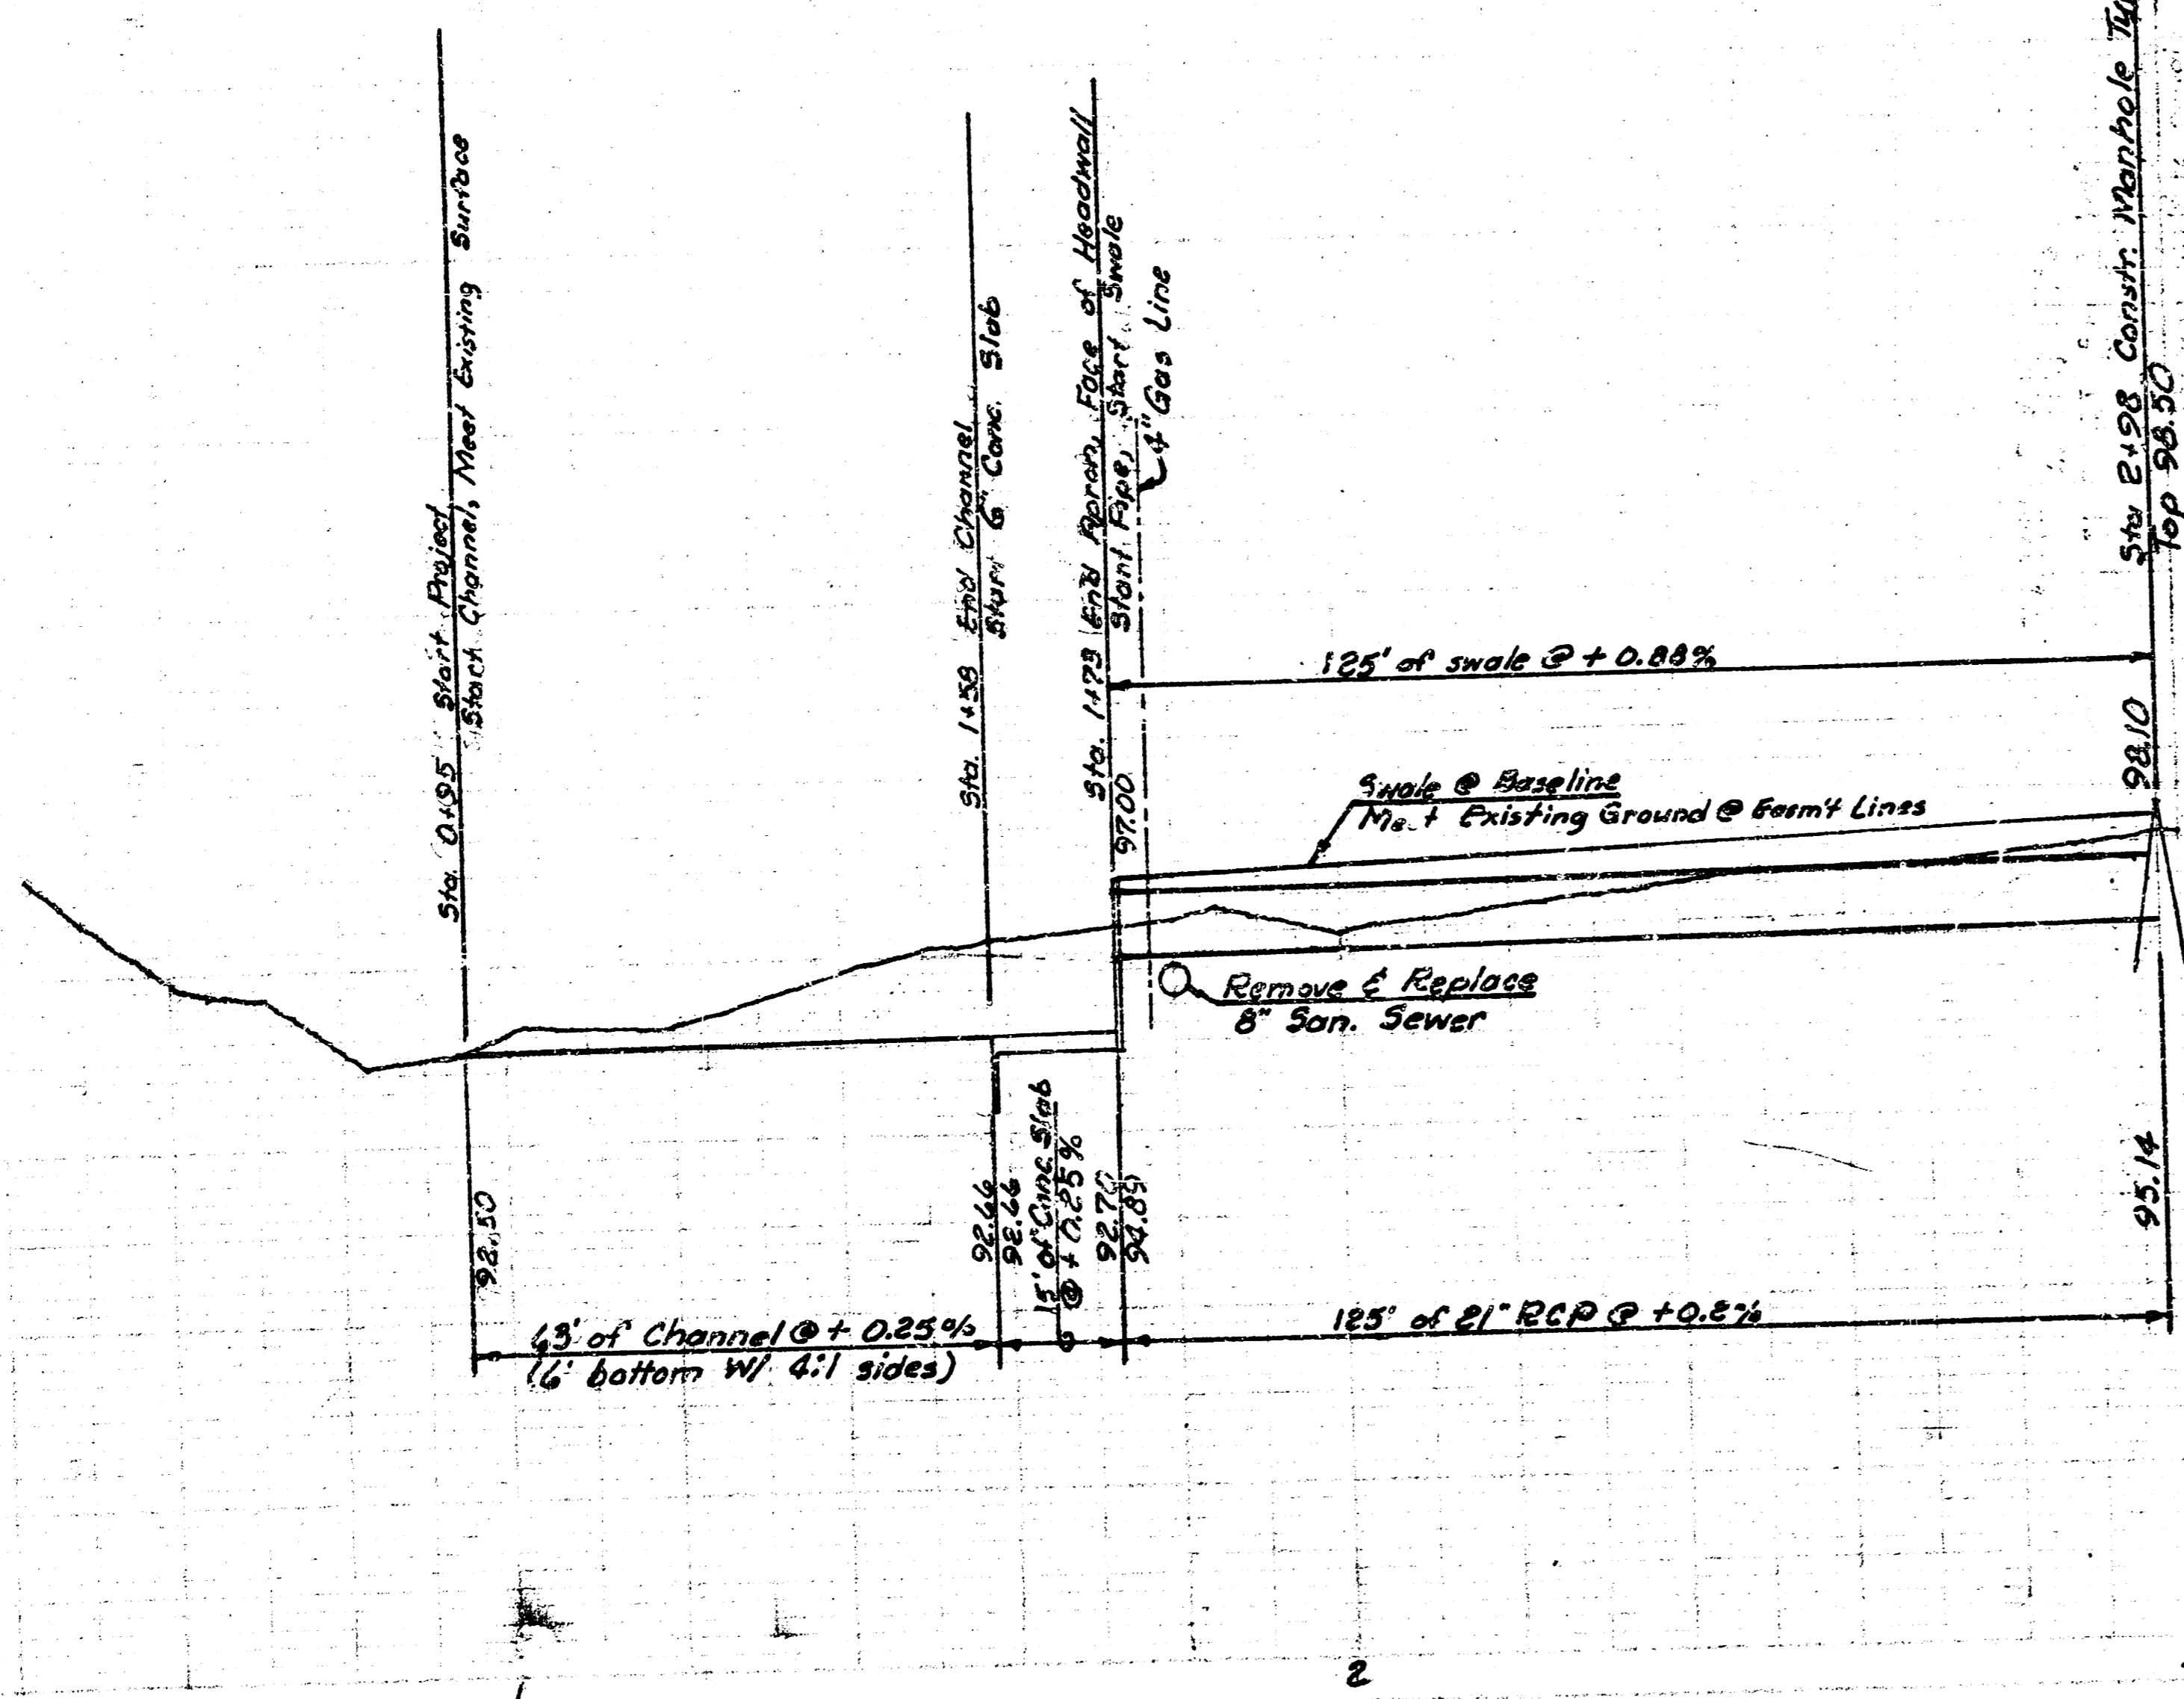 Sta. 0+95 Start Project
Start Channel, Meet Existing Surface
Sta. 1+58 End Channel
Start 6" Conc. Slab
Sta. 1+73 End Apron, Face of Headwall
Start Pipe, Start Swale
4" Gas Line
Sta 2+98 Constr. Manhole
Top 98.50
125' of swale @ + 0.88%
97.00
98.10
Swale @ Baseline
Meet Existing Ground @ Easm't Lines
Remove & Replace
8" San. Sewer
92.50
92.66
92.66
15' of Conc. Slab
@ + 0.25%
92.70
94.89
95.14
63' of Channel @ + 0.25%
(6' bottom W/ 4:1 sides)
125' of 21" RCP @ +0.2%
2